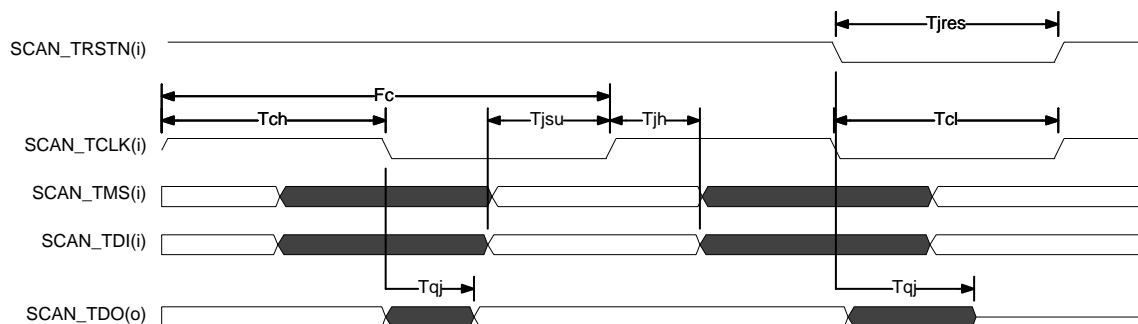 Tjres
SCAN_TRSTN(i)
Fc
Tch
Tjsu
Tjh
Tcl
SCAN_TCLK(i)
SCAN_TMS(i)
SCAN_TDI(i)
Tqj
Tqj
SCAN_TDO(o)